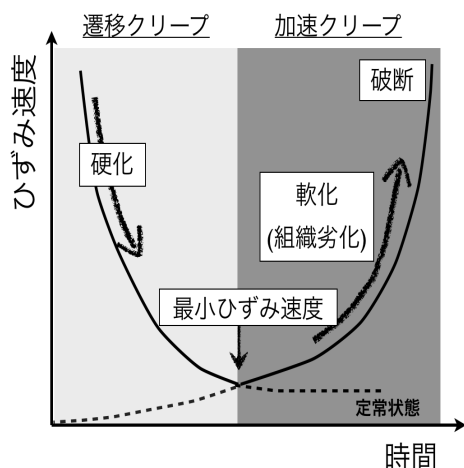 遷移クリープ
加速クリープ
ひずみ速度
破断
硬化
軟化
(組織劣化)
最小ひずみ速度
定常状態
時間